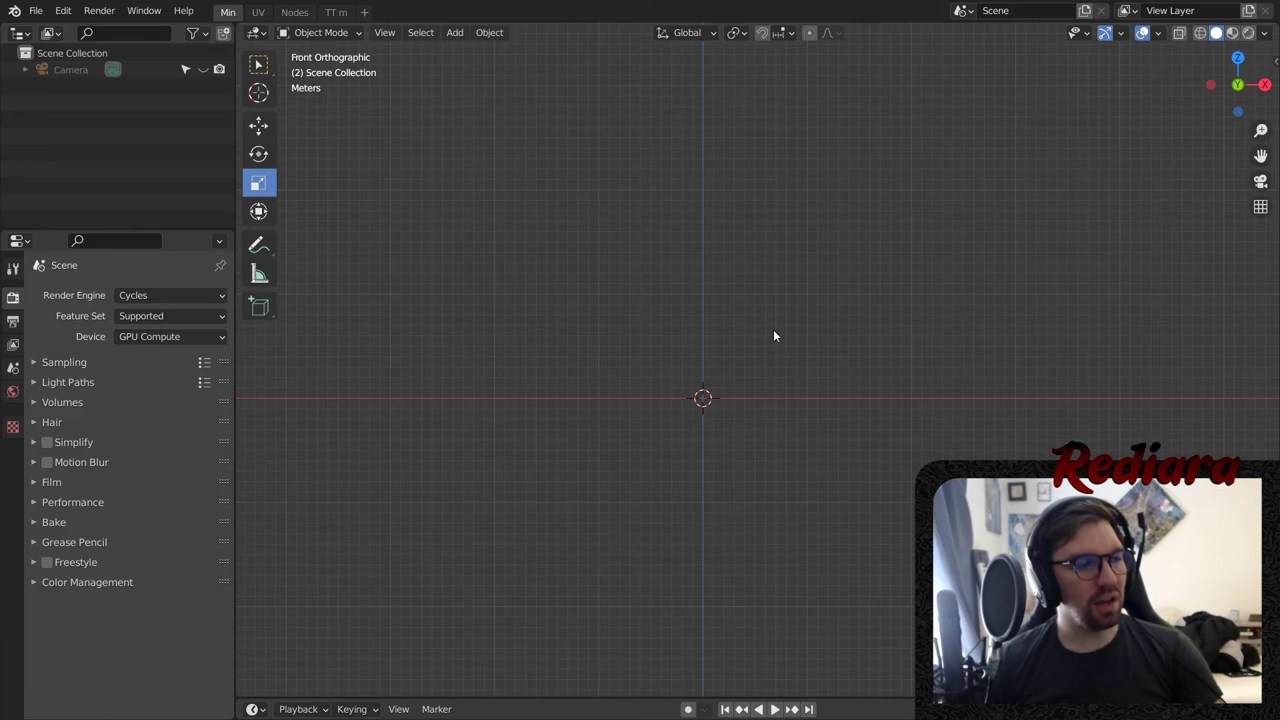 File Edit Render Window Help Min UV Nodes TT m Scene View Layer
Object Mode View Select Add Object Global
Scene Collection
Camera
Front Orthographic
(2) Scene Collection
Meters
Z
Y
X
Scene
Render Engine Cycles
Feature Set Supported
Device GPU Compute
Sampling
Light Paths
Volumes
Hair
Simplify
Motion Blur
Film
Performance
Bake
Grease Pencil
Freestyle
Color Management
Rediara
Playback Keying View Marker